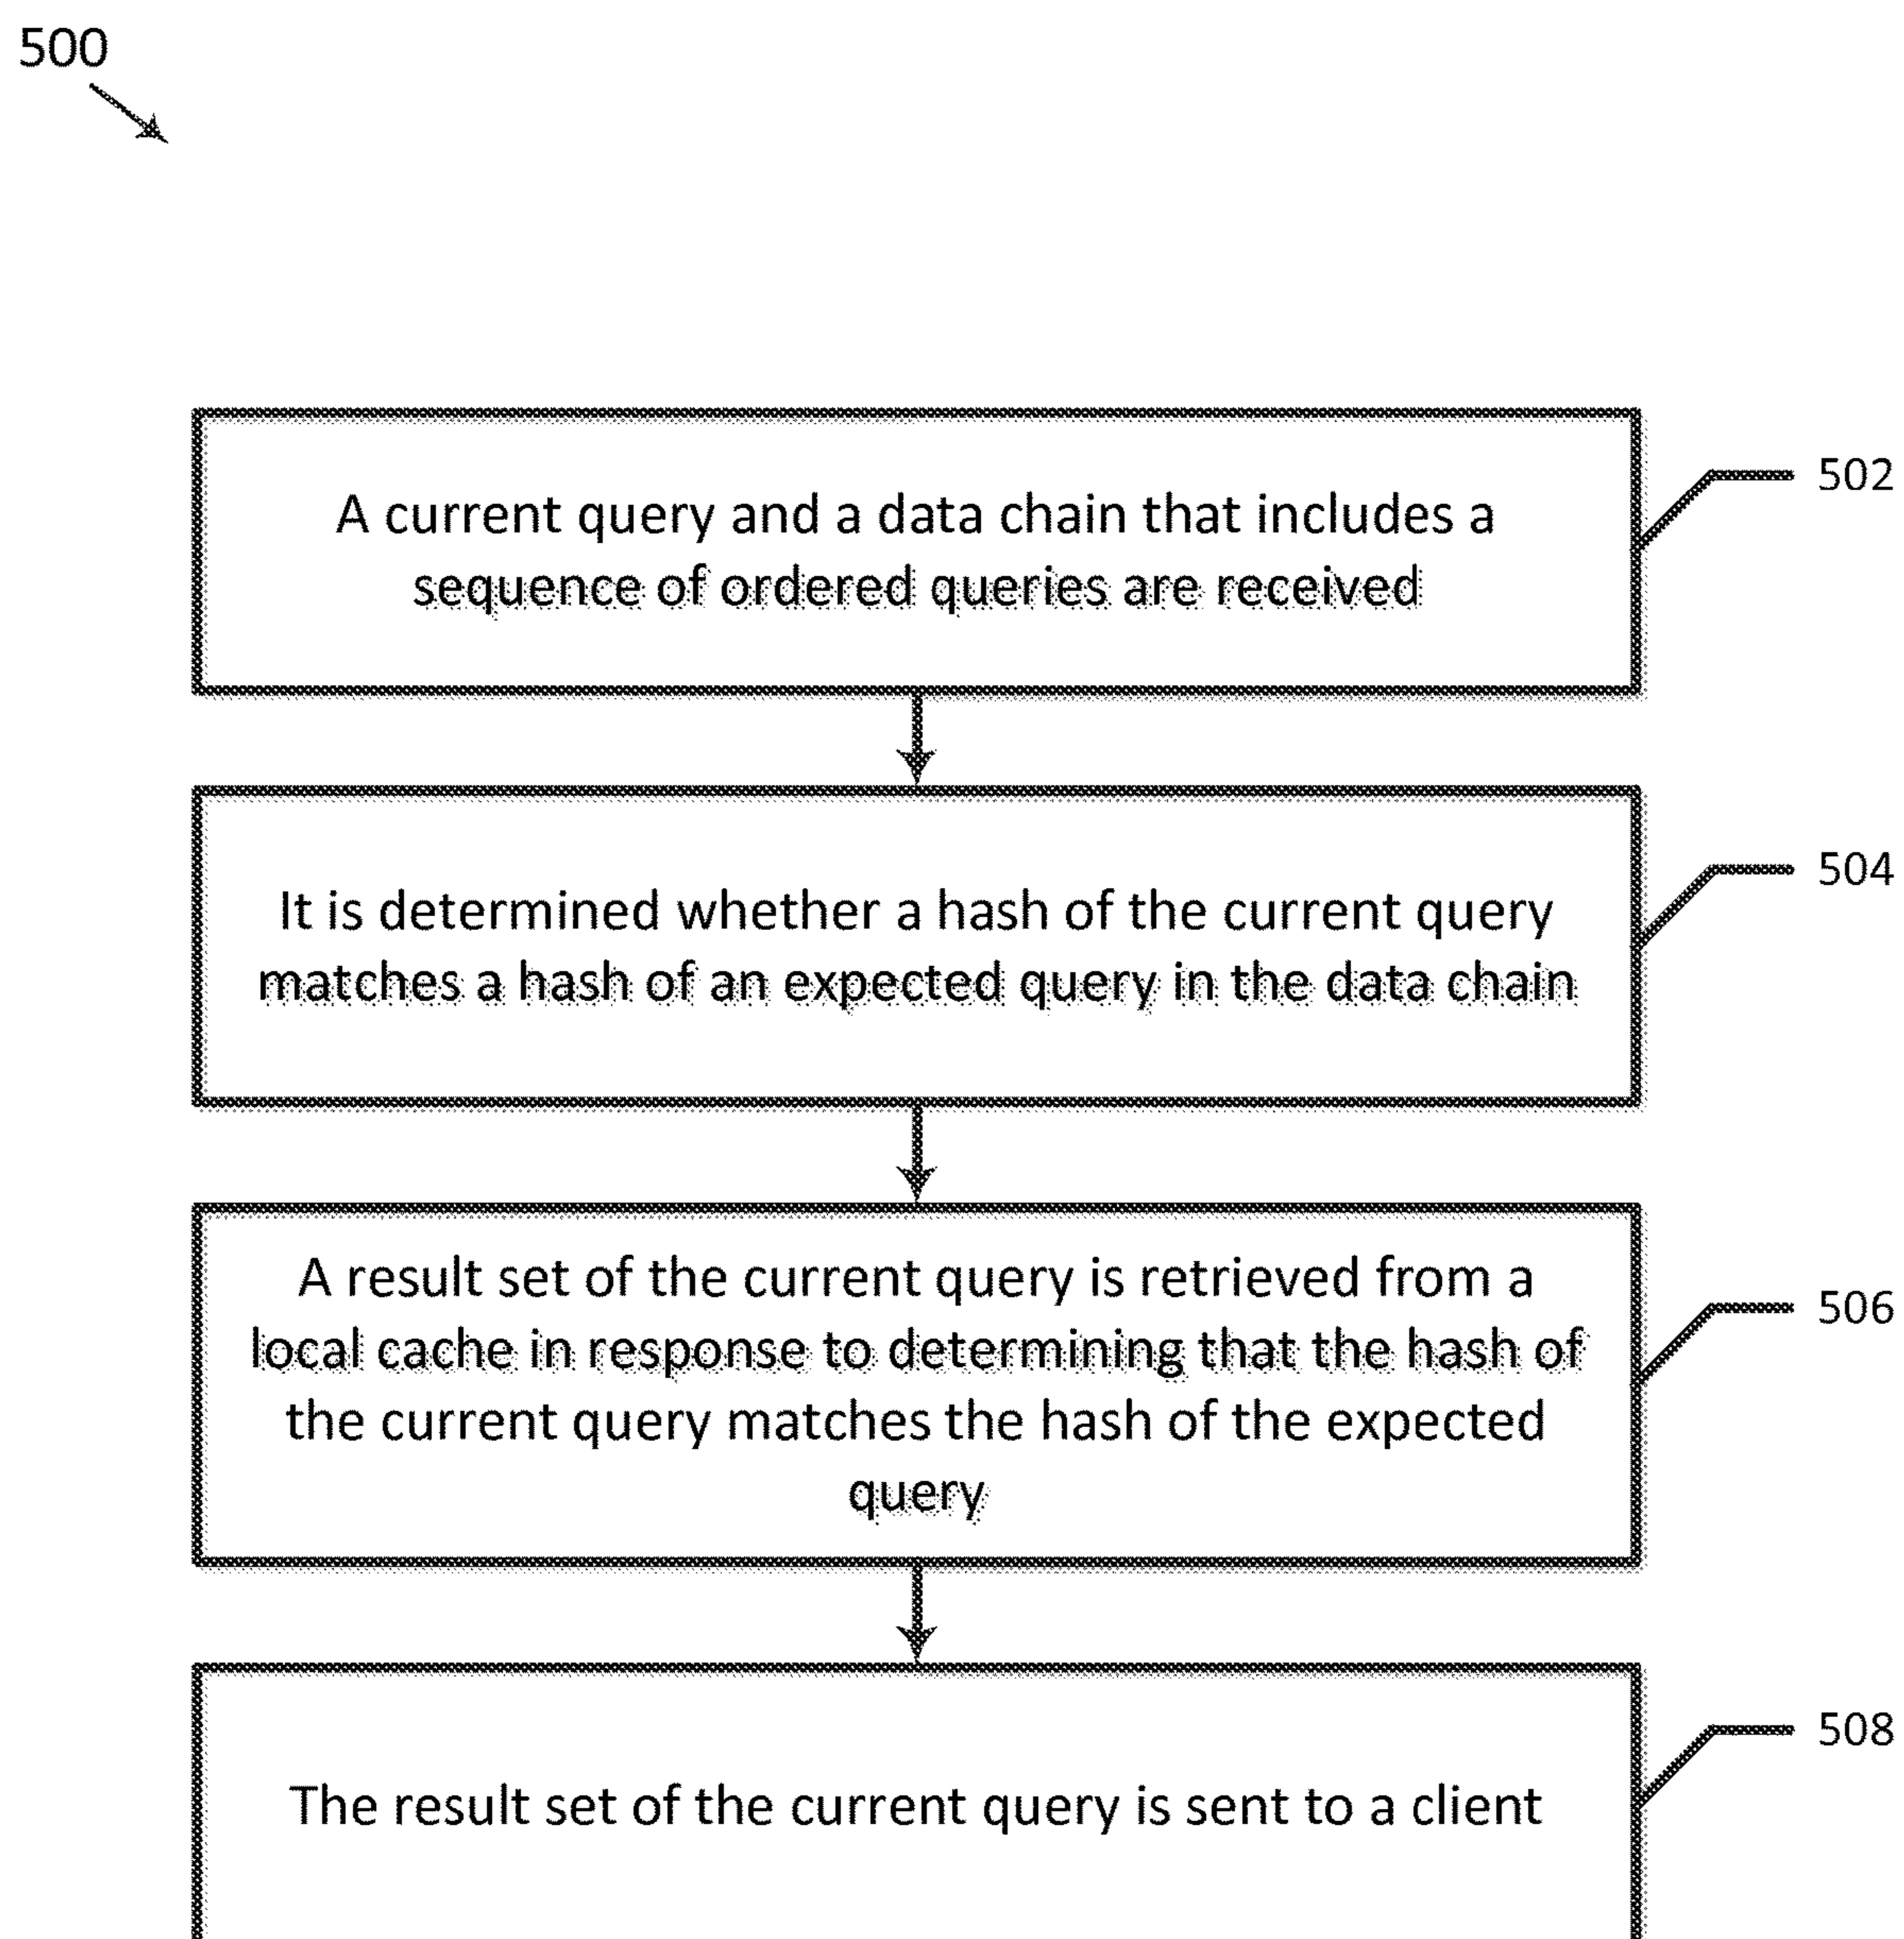 500
A current query and a data chain that includes a
sequence of ordered queries are received
502
It is determined whether a hash of the current query
matches a hash of an expected query in the data chain
504
A result set of the current query is retrieved from a
local cache in response to determining that the hash of
the current query matches the hash of the expected
query
506
The result set of the current query is sent to a client
508